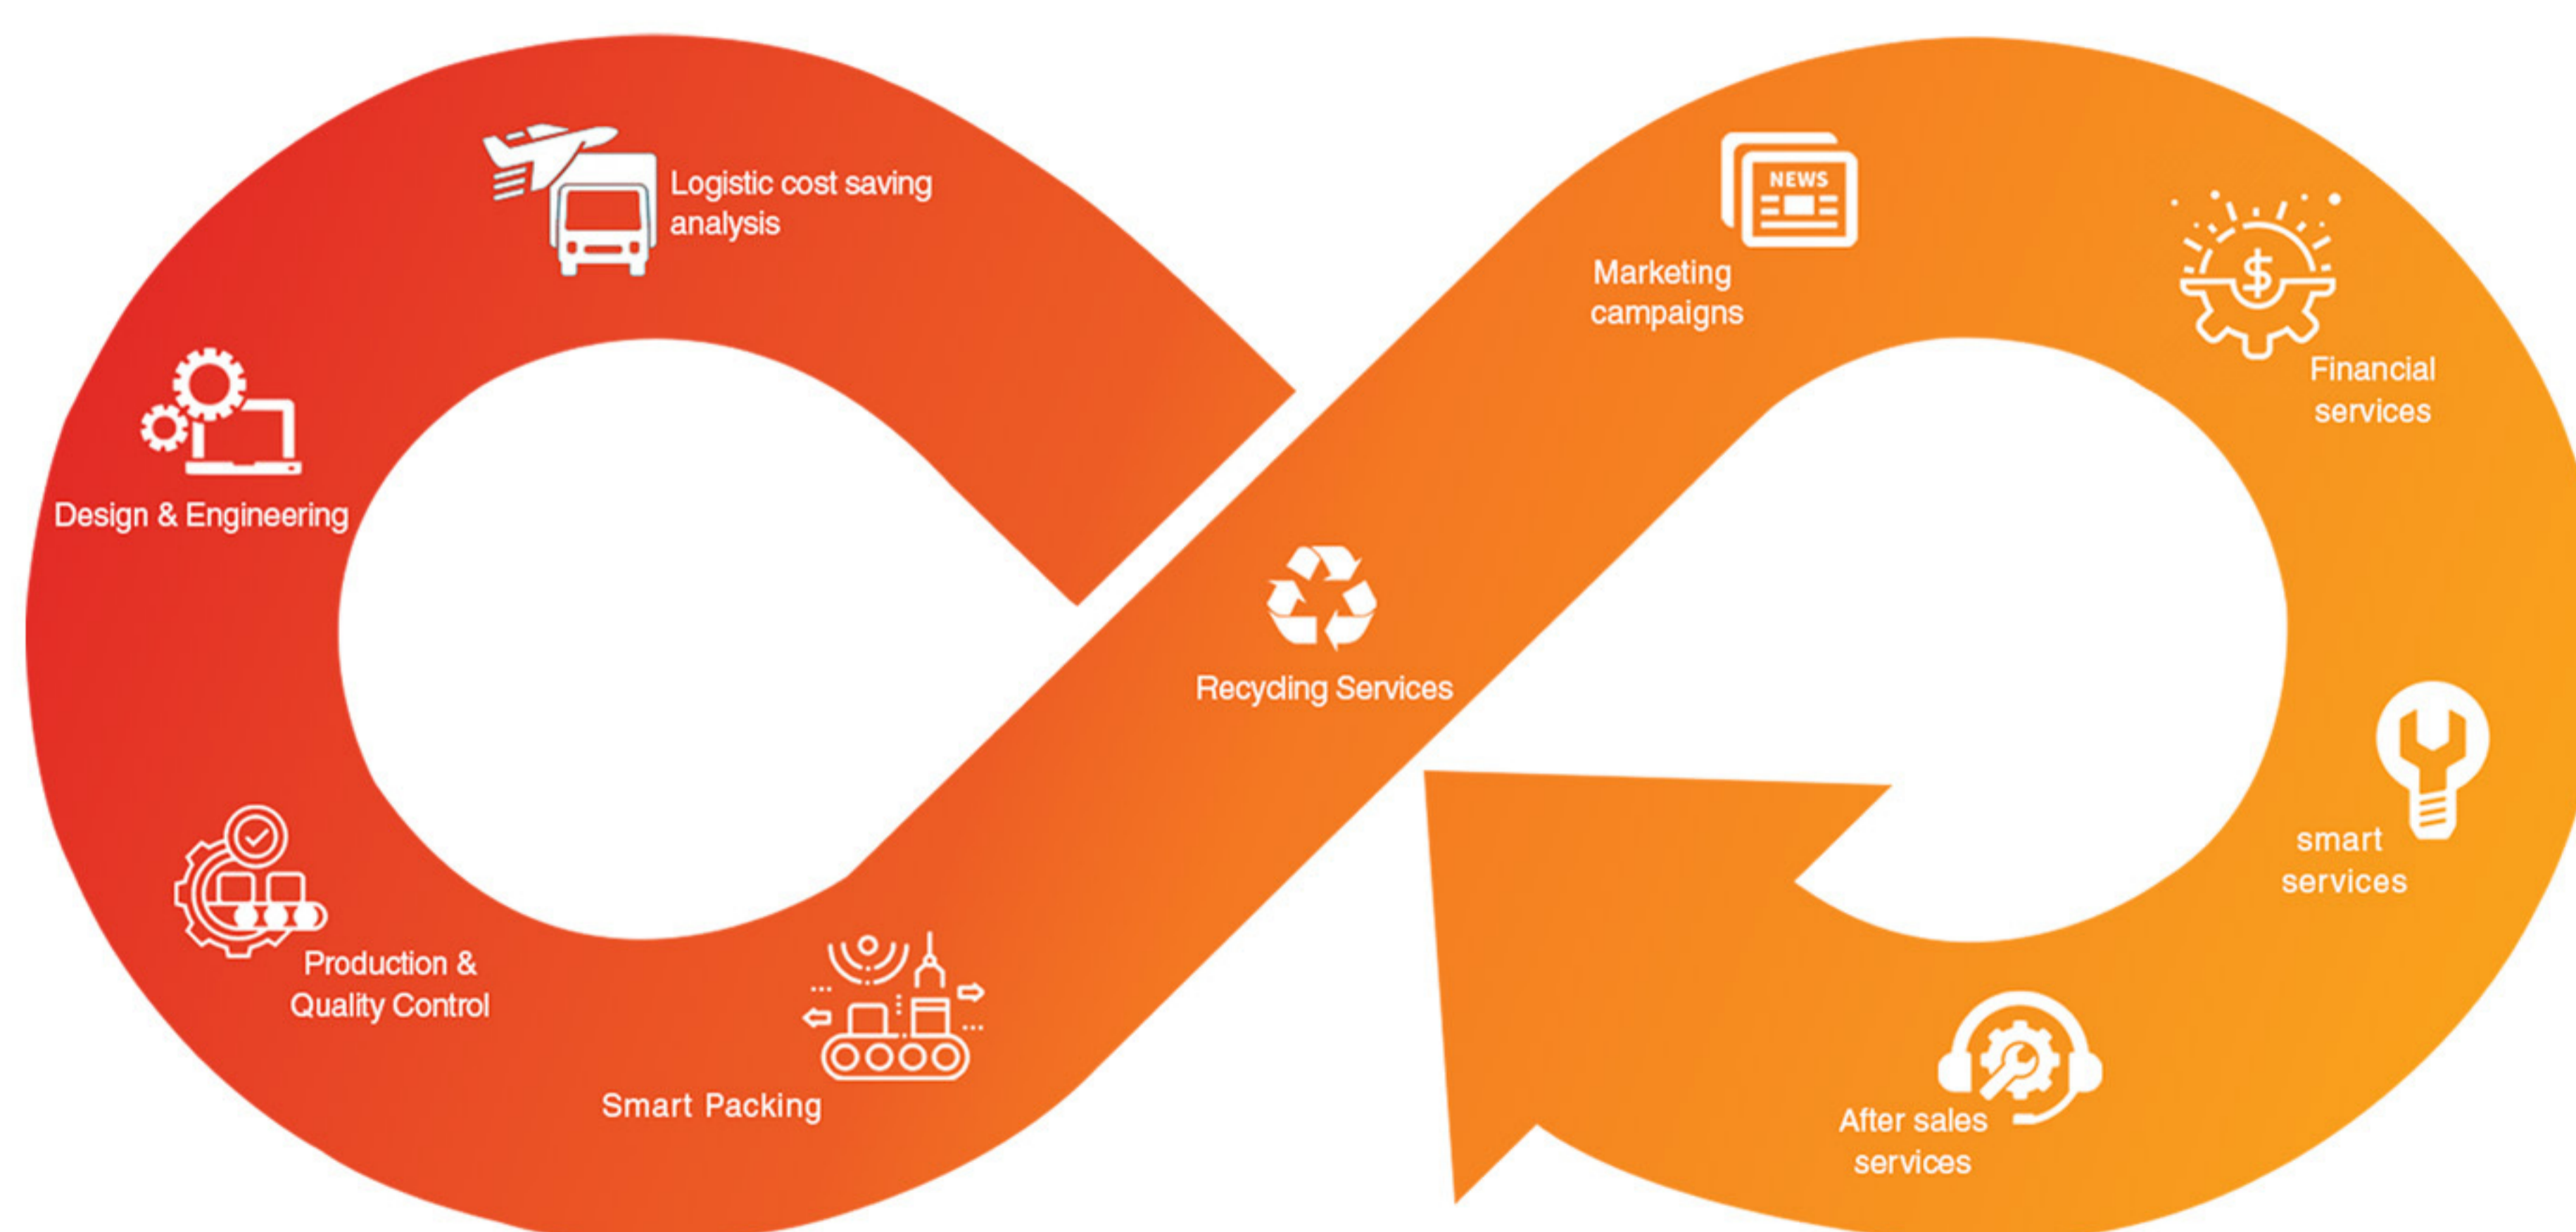 Logistic cost saving
analysis
Design & Engineering
Production &
Quality Control
Smart Packing
Recycling Services
NEWS
Marketing
campaigns
$
Financial
services
smart
services
After sales
services